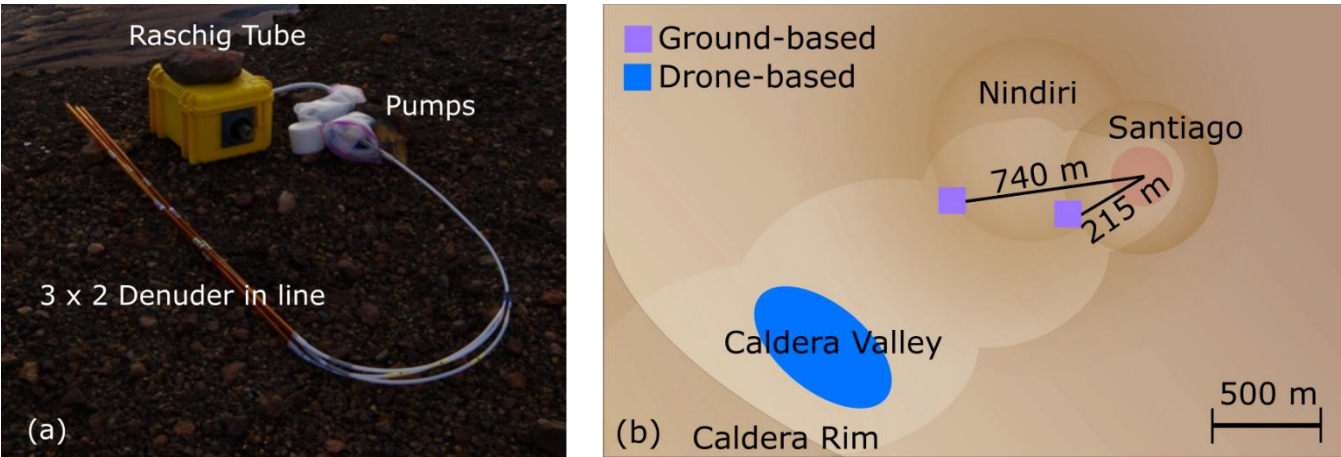 Raschig Tube
Pumps
3 x 2 Denuder in line
(a)
Ground-based
Drone-based
Nindiri
Santiago
740 m
215 m
Caldera Valley
500 m
(b)
Caldera Rim